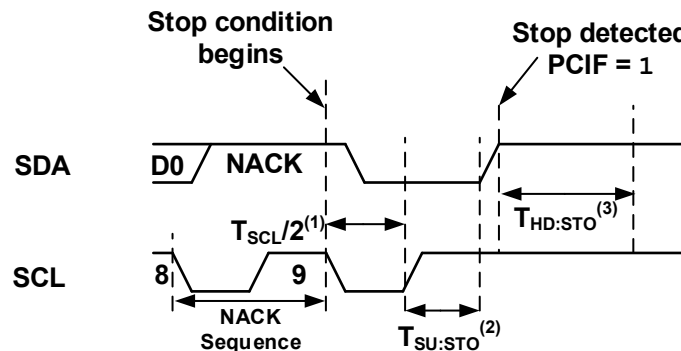 Stop condition
begins
Stop detected
PCIF = 1
SDA
D0
NACK
T_SCL/2(1)
T_HD:STO(3)
SCL
8
9
NACK
Sequence
T_SU:STO(2)